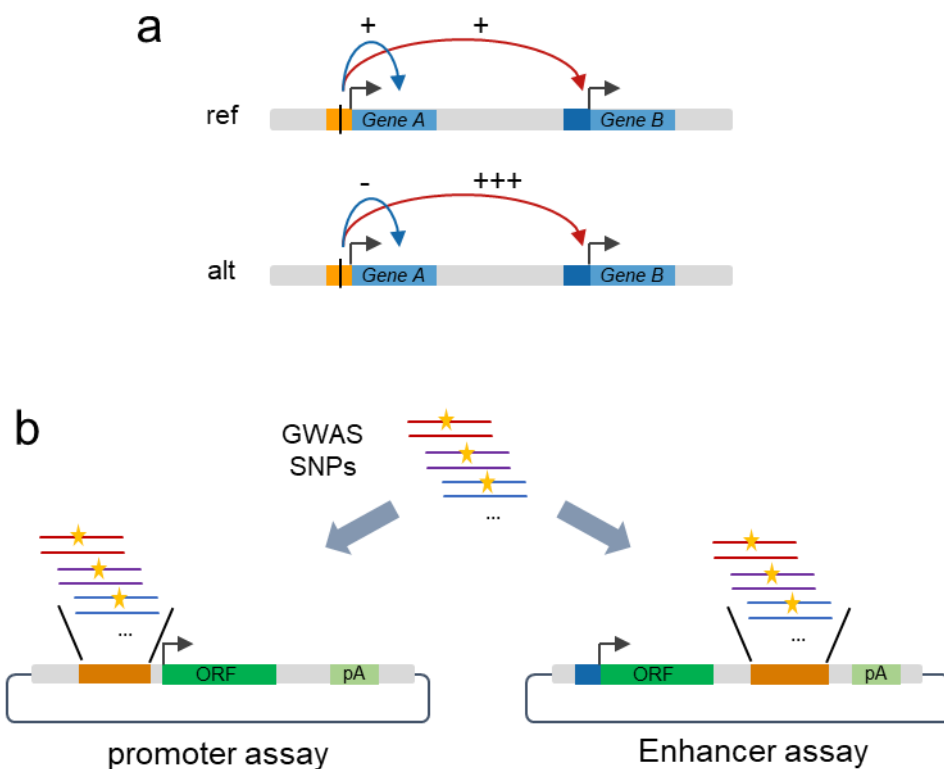 a
+ +
ref
Gene A Gene B
- +++
alt
Gene A Gene B
b
GWAS
SNPs
...
... ...
ORF pA ORF pA
promoter assay Enhancer assay